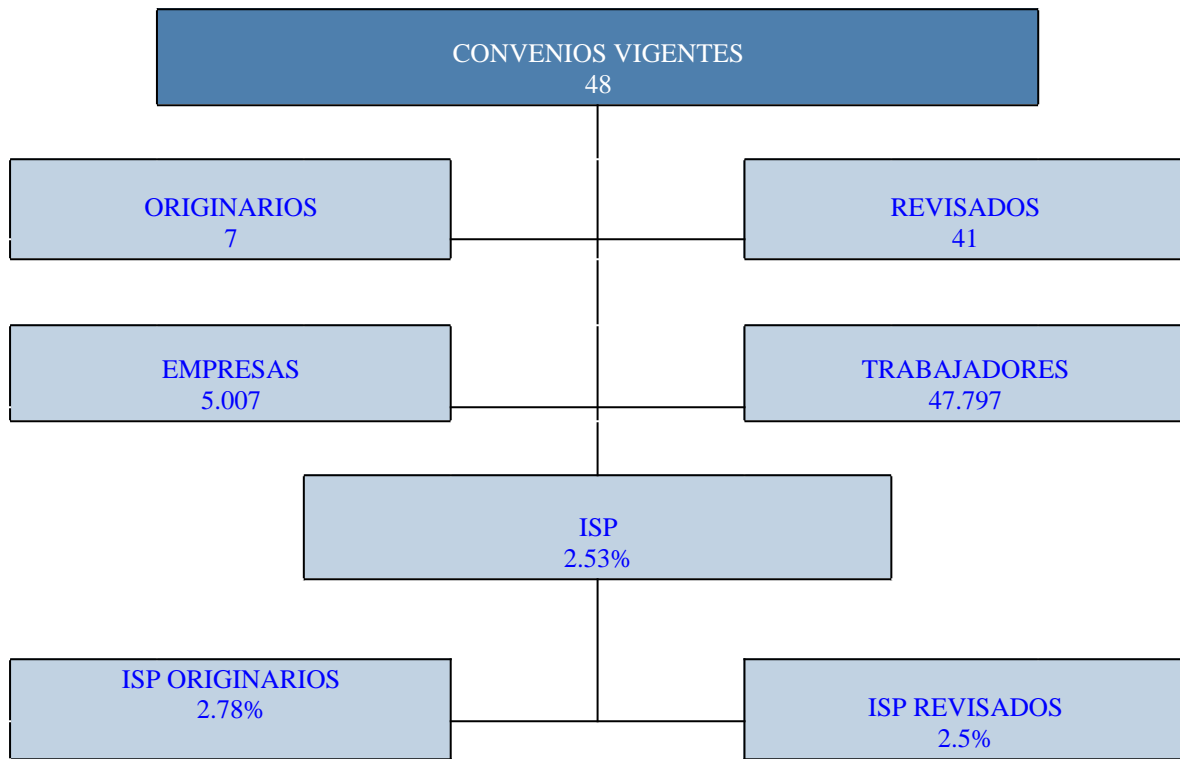 CONVENIOS VIGENTES
48
ORIGINARIOS
7
REVISADOS
41
EMPRESAS
5.007
TRABAJADORES
47.797
ISP
2.53%
ISP ORIGINARIOS
2.78%
ISP REVISADOS
2.5%